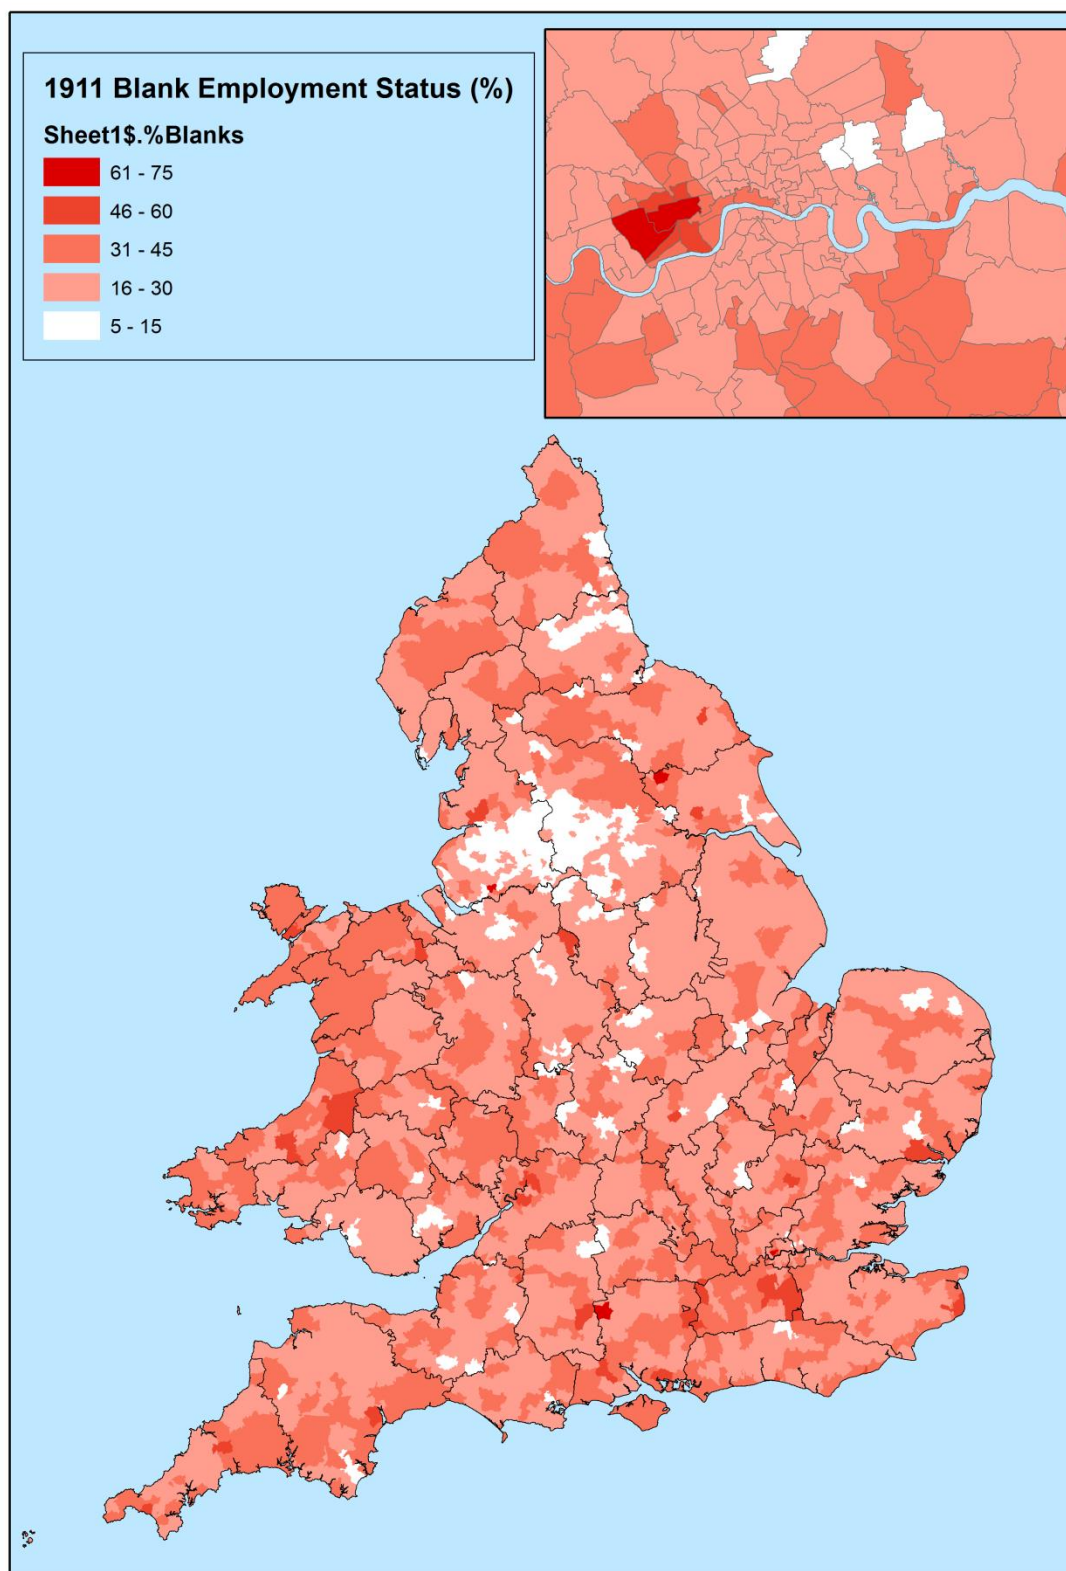 1911 Blank Employment Status (%)
Sheet1$.%Blanks
61 - 75
46 - 60
31 - 45
16 - 30
5 - 15